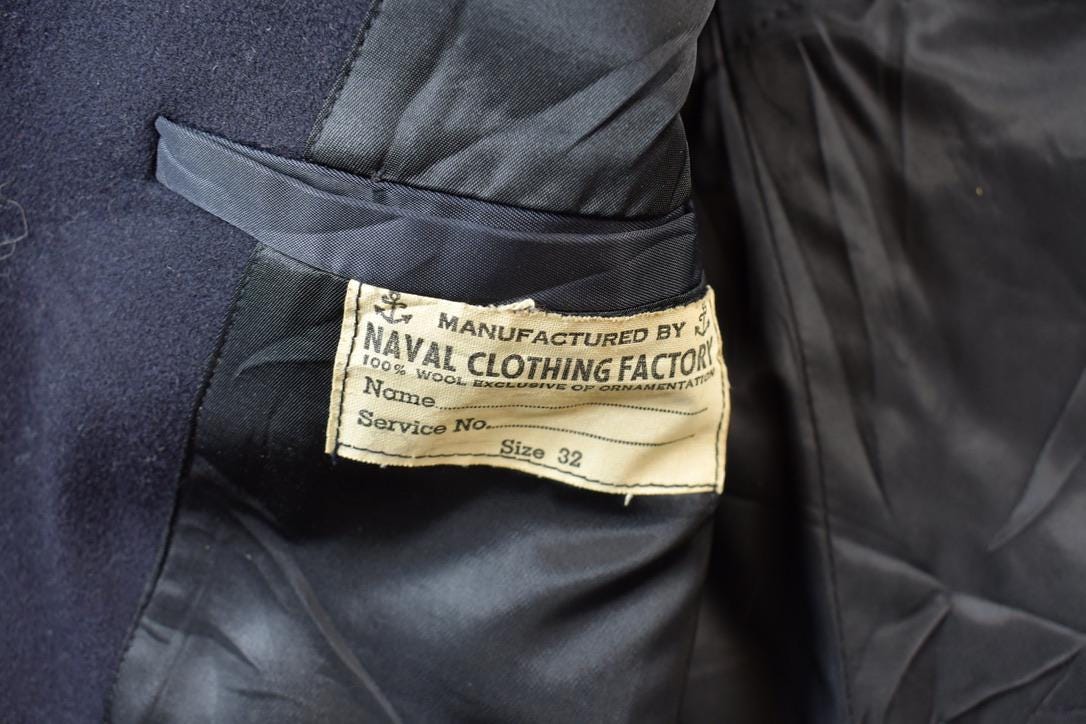 MANUFACTURED BY
NAVAL CLOTHING FACTORY
100% WOOL EXCLUSIVE OF ORNAMENTATION
Name
Service No.
Size 32